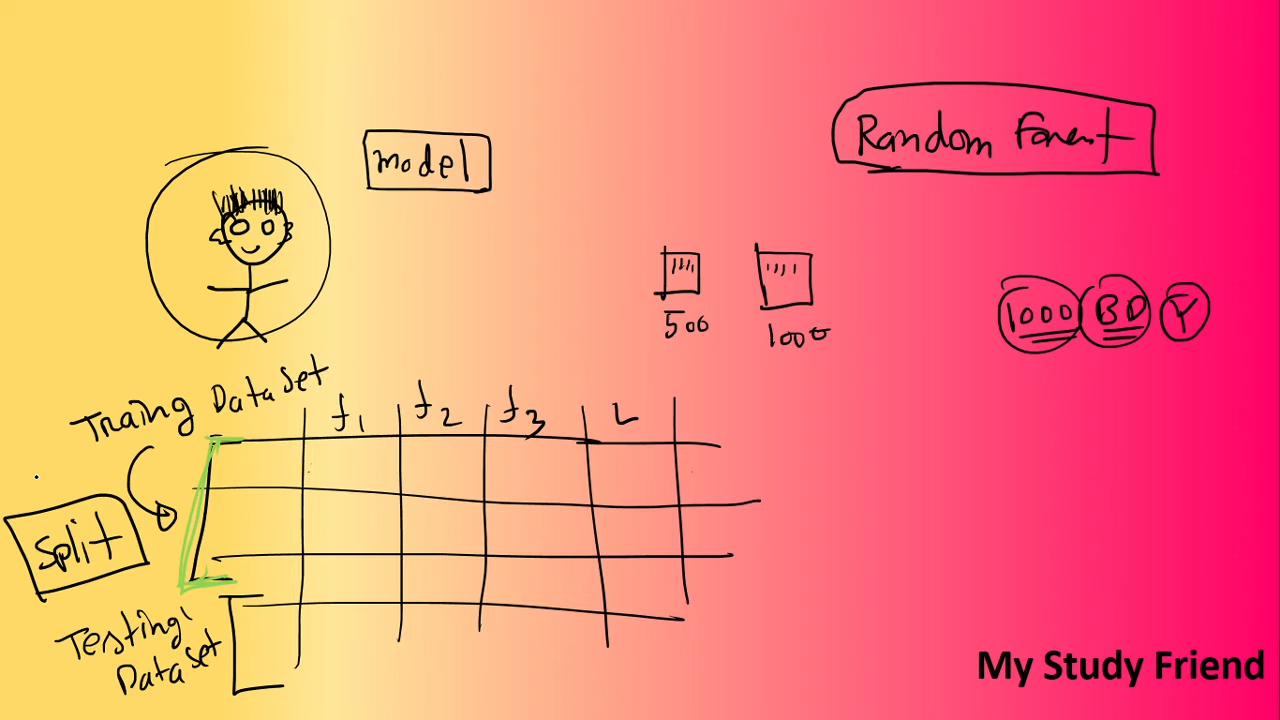 Random Forest
model
500
1000
1000 BD T
Traing DataSet
f1 f2 f3 L
Split
Testing
DataSet
My Study Friend